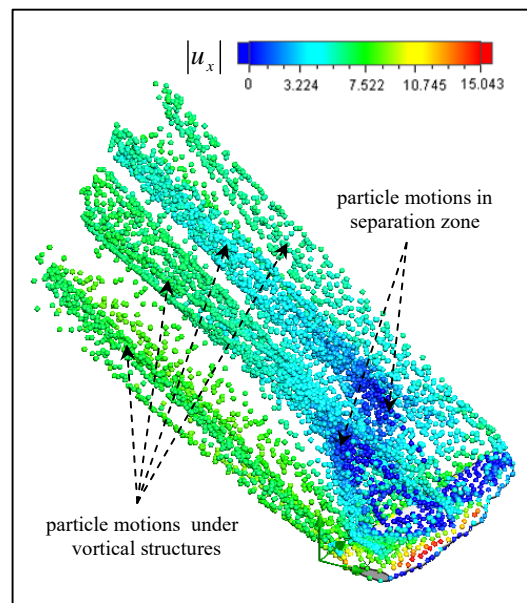 |u_x|
0 3.224 7.522 10.745 15.043
particle motions in
separation zone
particle motions under
vortical structures